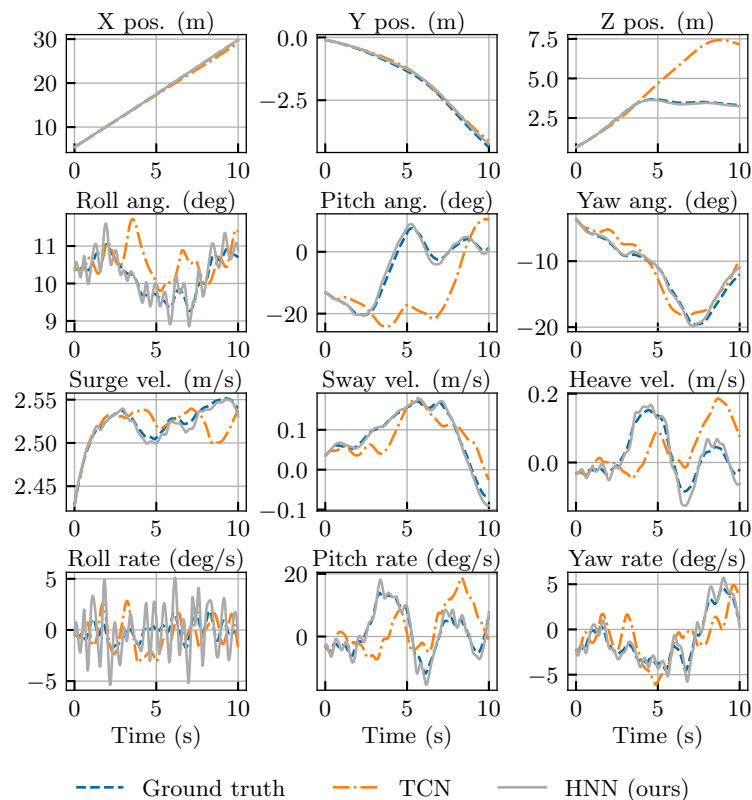 X pos. (m) Y pos. (m) Z pos. (m)
30 0.0 7.5
20 −2.5 5.0
10 2.5
0 5 10 0 5 10 0 5 10
Roll ang. (deg) Pitch ang. (deg) Yaw ang. (deg)
11 0 −10
10 −20 −20
9
0 5 10 0 5 10 0 5 10
Surge vel. (m/s) Sway vel. (m/s) Heave vel. (m/s)
2.55 0.1 0.2
2.50 0.0 0.0
2.45 −0.1
0 5 10 0 5 10 0 5 10
Roll rate (deg/s) Pitch rate (deg/s) Yaw rate (deg/s)
5 20 5
0 0 0
−5 −5
0 5 10 0 5 10 0 5 10
Time (s) Time (s) Time (s)
Ground truth TCN HNN (ours)